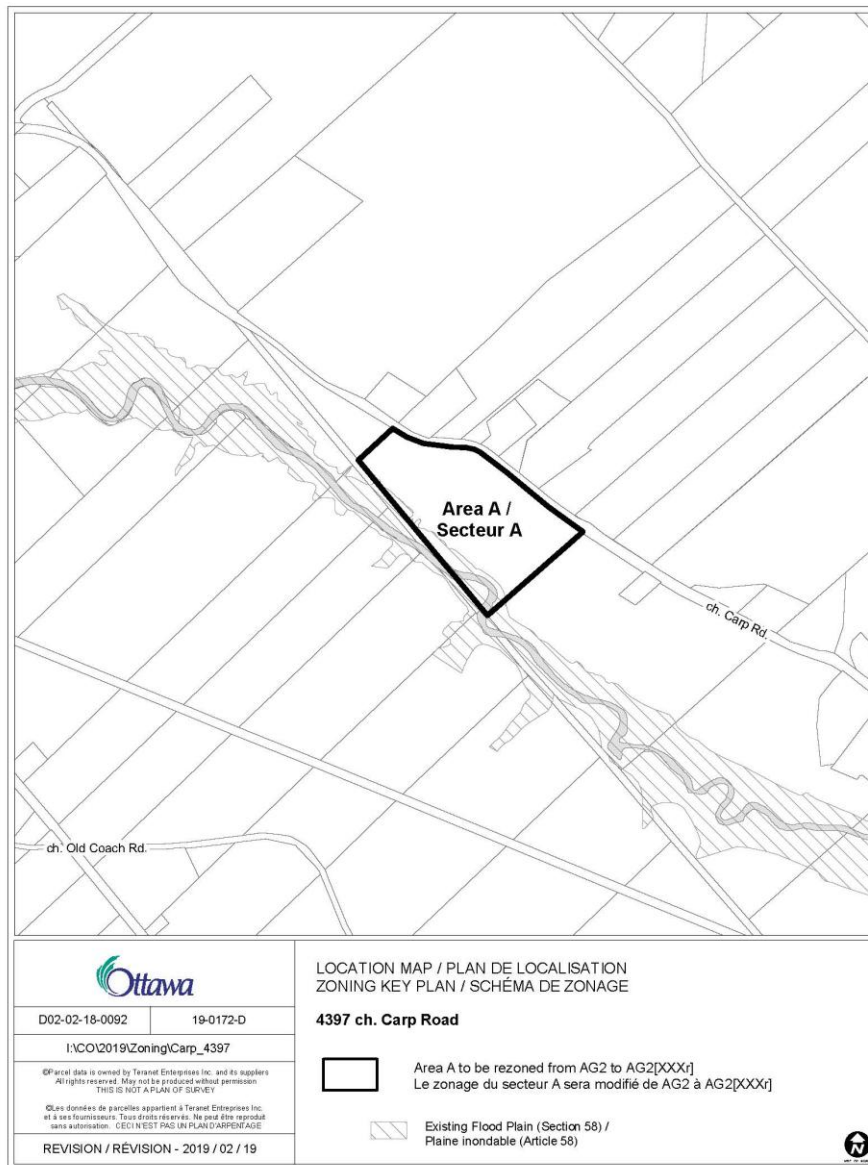 Area A /
Secteur A
ch. Carp Rd.
ch. Old Coach Rd.
Ottawa
D02-02-18-0092
19-0172-D
I:\CO\2019\Zoning\Carp_4397
©Parcel data is owned by Teranet Enterprises Inc. and its suppliers
All rights reserved. May not be produced without permission
THIS IS NOT A PLAN OF SURVEY
©Les données de parcelles appartient à Teranet Entreprises Inc.
et à ses fournisseurs. Tous droits réservés. Ne peut être reproduit
sans autorisation. CECI N'EST PAS UN PLAN D'ARPENTAGE
REVISION / RÉVISION - 2019 / 02 / 19
LOCATION MAP / PLAN DE LOCALISATION
ZONING KEY PLAN / SCHÉMA DE ZONAGE
4397 ch. Carp Road
Area A to be rezoned from AG2 to AG2[XXXr]
Le zonage du secteur A sera modifié de AG2 à AG2[XXXr]
Existing Flood Plain (Section 58) /
Plaine inondable (Article 58)
N